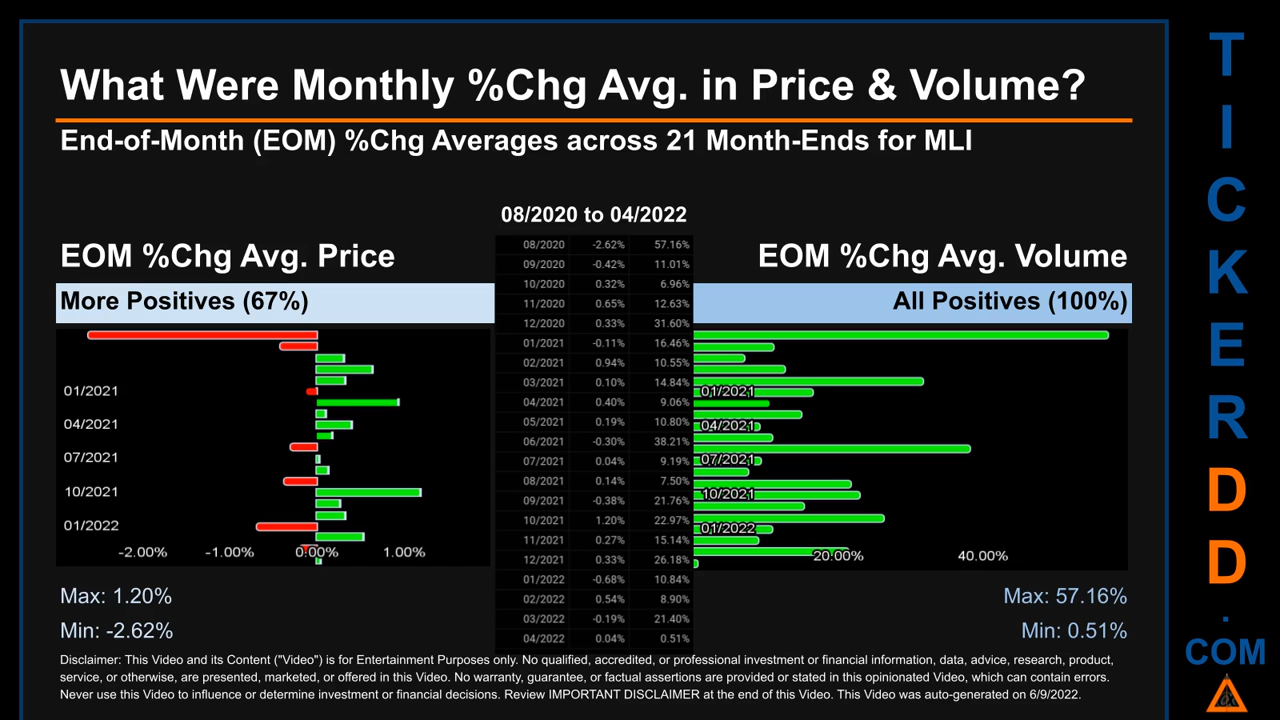 What Were Monthly %Chg Avg. in Price & Volume?
End-of-Month (EOM) %Chg Averages across 21 Month-Ends for MLI
08/2020 to 04/2022
EOM %Chg Avg. Price
More Positives (67%)
01/2021
04/2021
07/2021
10/2021
01/2022
-2.00% -1.00% 0.00% 1.00%
Max: 1.20%
Min: -2.62%
08/2020 -2.62% 57.16%
09/2020 -0.42% 11.01%
10/2020 0.32% 6.96%
11/2020 0.65% 12.63%
12/2020 0.33% 31.60%
01/2021 -0.11% 16.46%
02/2021 0.94% 10.55%
03/2021 0.10% 14.84%
04/2021 0.40% 9.06%
05/2021 0.19% 10.80%
06/2021 -0.30% 38.21%
07/2021 0.04% 9.19%
08/2021 0.14% 7.50%
09/2021 -0.38% 21.76%
10/2021 1.20% 22.97%
11/2021 0.27% 15.14%
12/2021 0.33% 26.18%
01/2022 -0.68% 10.84%
02/2022 0.54% 8.90%
03/2022 -0.19% 21.40%
04/2022 0.04% 0.51%
EOM %Chg Avg. Volume
All Positives (100%)
01/2021
04/2021
07/2021
10/2021
01/2022
20.00% 40.00%
Max: 57.16%
Min: 0.51%
Disclaimer: This Video and its Content ("Video") is for Entertainment Purposes only. No qualified, accredited, or professional investment or financial information, data, advice, research, product,
service, or otherwise, are presented, marketed, or offered in this Video. No warranty, guarantee, or factual assertions are provided or stated in this opinionated Video, which can contain errors.
Never use this Video to influence or determine investment or financial decisions. Review IMPORTANT DISCLAIMER at the end of this Video. This Video was auto-generated on 6/9/2022.
T
I
C
K
E
R
D
D
.
COM